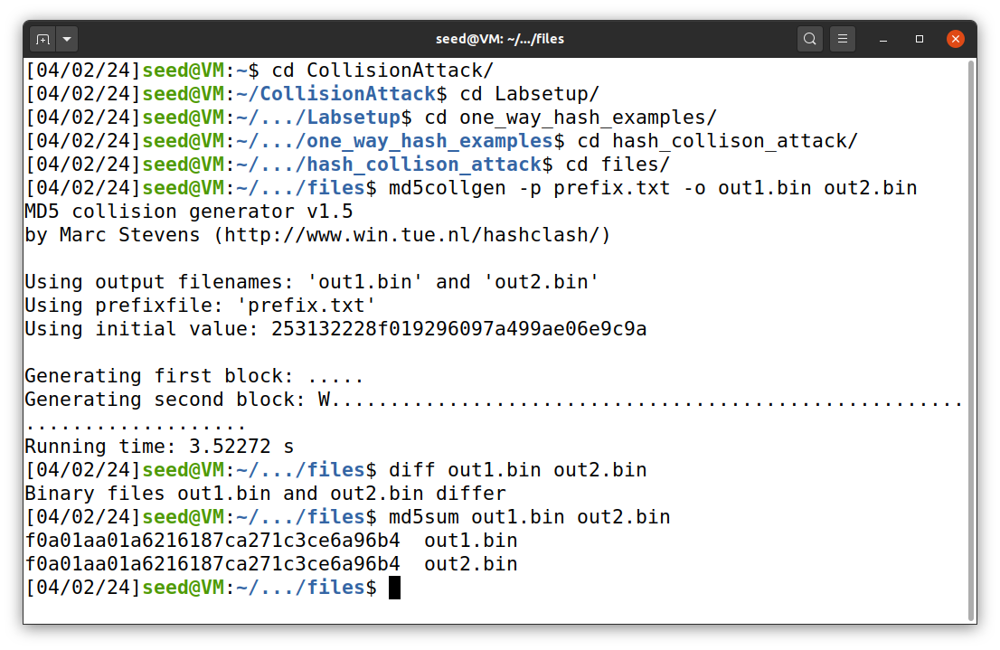 seed@VM: ~/.../files
[04/02/24]seed@VM:~$ cd CollisionAttack/
[04/02/24]seed@VM:~/CollisionAttack$ cd Labsetup/
[04/02/24]seed@VM:~/.../Labsetup$ cd one_way_hash_examples/
[04/02/24]seed@VM:~/.../one_way_hash_examples$ cd hash_collison_attack/
[04/02/24]seed@VM:~/.../hash_collison_attack$ cd files/
[04/02/24]seed@VM:~/.../files$ md5collgen -p prefix.txt -o out1.bin out2.bin
MD5 collision generator v1.5
by Marc Stevens (http://www.win.tue.nl/hashclash/)

Using output filenames: 'out1.bin' and 'out2.bin'
Using prefixfile: 'prefix.txt'
Using initial value: 253132228f019296097a499ae06e9c9a

Generating first block: .....
Generating second block: W......................................................
...................
Running time: 3.52272 s
[04/02/24]seed@VM:~/.../files$ diff out1.bin out2.bin
Binary files out1.bin and out2.bin differ
[04/02/24]seed@VM:~/.../files$ md5sum out1.bin out2.bin
f0a01aa01a6216187ca271c3ce6a96b4  out1.bin
f0a01aa01a6216187ca271c3ce6a96b4  out2.bin
[04/02/24]seed@VM:~/.../files$